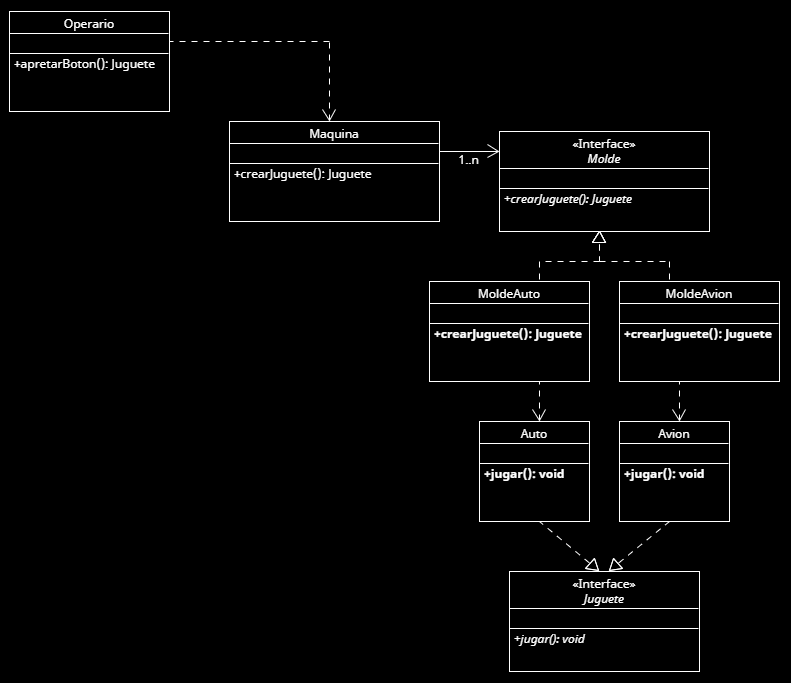 Operario
+apretarBoton(): Juguete
Maquina
+crearJuguete(): Juguete
1..n
«Interface»
Molde
+crearJuguete(): Juguete
MoldeAuto
+crearJuguete(): Juguete
MoldeAvion
+crearJuguete(): Juguete
Auto
+jugar(): void
Avion
+jugar(): void
«Interface»
Juguete
+jugar(): void